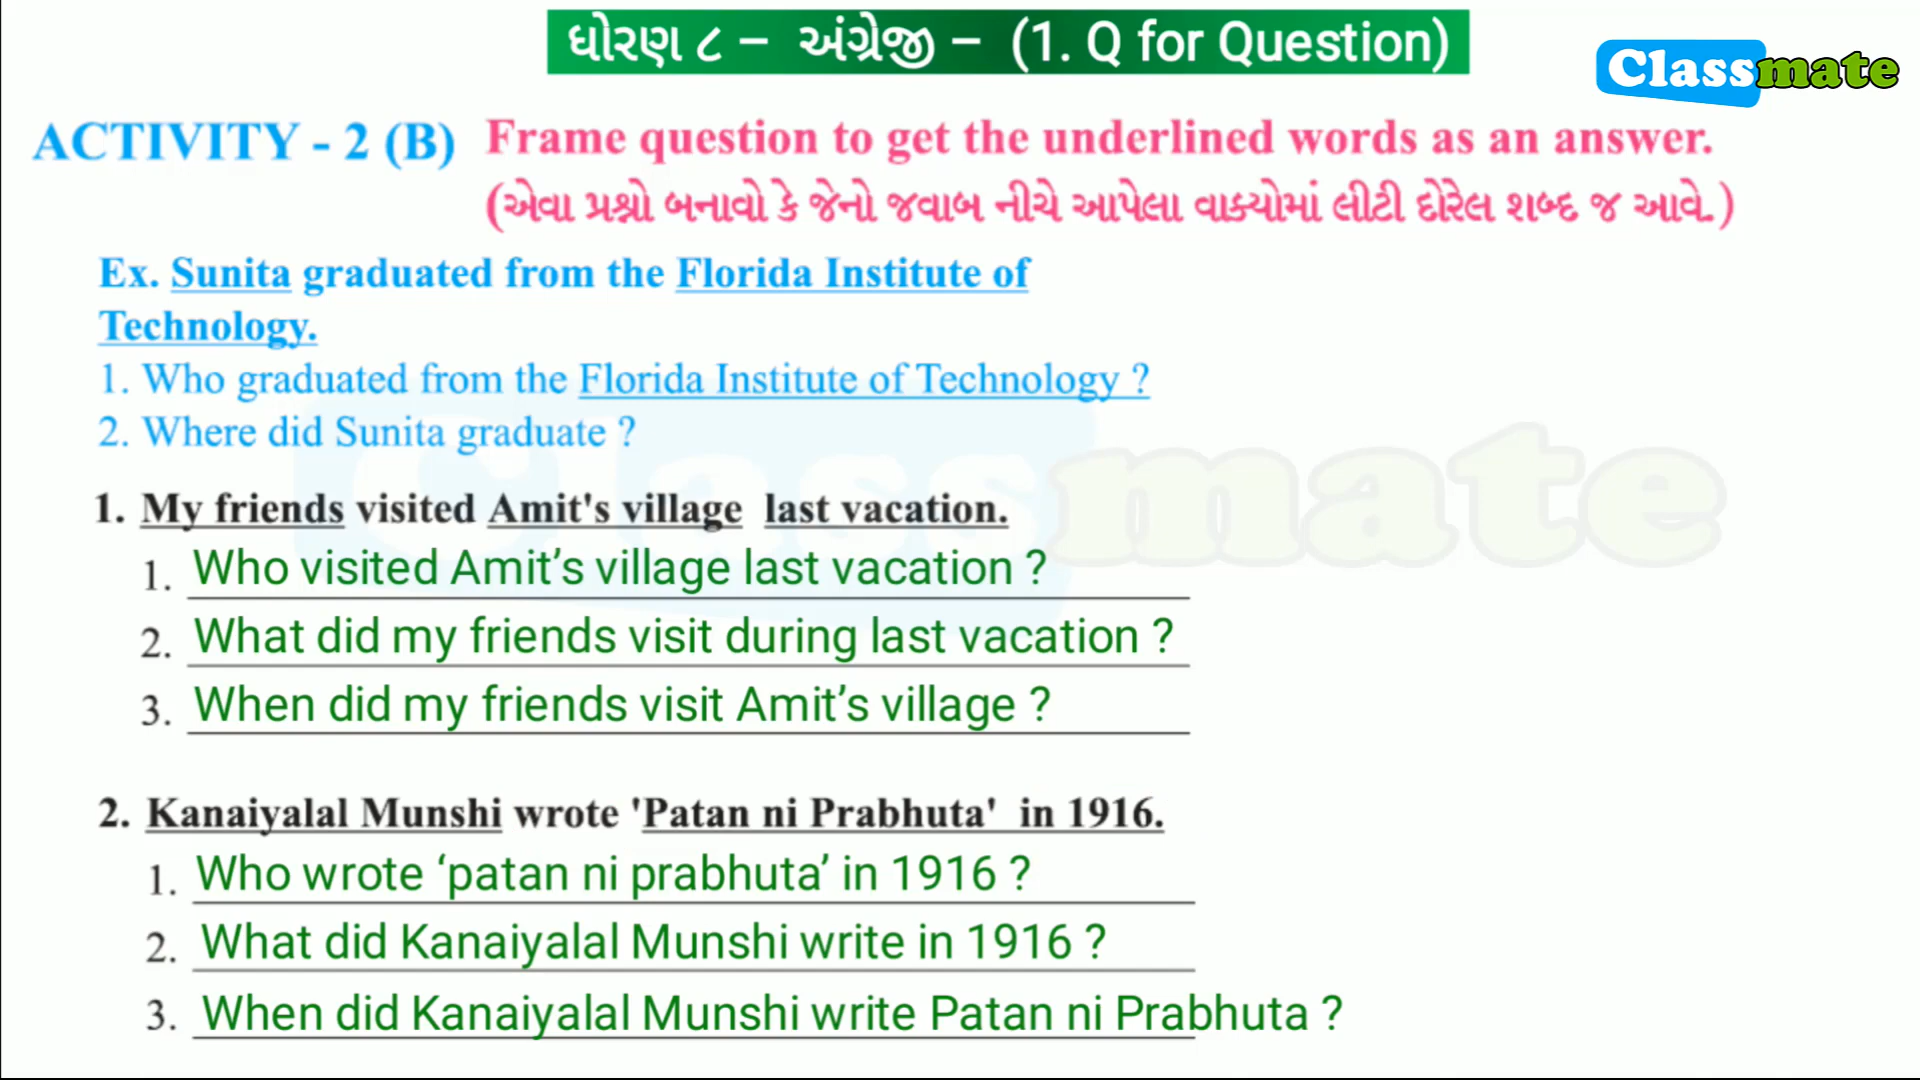 ધોરણ ૮ – અંગ્રેજી – (1. Q for Question)
Classmate
ACTIVITY - 2 (B) Frame question to get the underlined words as an answer.
(એવા પ્રશ્નો બનાવો કે જેનો જવાબ નીચે આપેલા વાક્યોમાં લીટી દોરેલ શબ્દ જ આવે.)
Ex. Sunita graduated from the Florida Institute of
Technology.
1. Who graduated from the Florida Institute of Technology ?
2. Where did Sunita graduate ?
Classmate
1. My friends visited Amit's village last vacation.
1. Who visited Amit’s village last vacation ?
2. What did my friends visit during last vacation ?
3. When did my friends visit Amit’s village ?
2. Kanaiyalal Munshi wrote 'Patan ni Prabhuta' in 1916.
1. Who wrote ‘patan ni prabhuta’ in 1916 ?
2. What did Kanaiyalal Munshi write in 1916 ?
3. When did Kanaiyalal Munshi write Patan ni Prabhuta ?